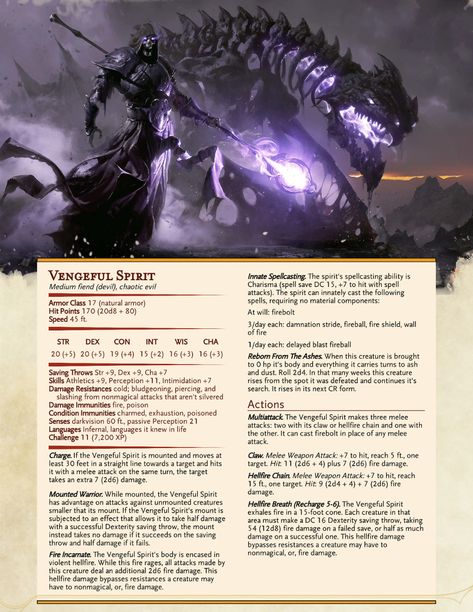 VENGEFUL SPIRIT
Medium fiend (devil), chaotic evil
Armor Class 17 (natural armor)
Hit Points 170 (20d8 + 80)
Speed 45 ft.
STR DEX CON INT WIS CHA
20 (+5) 20 (+5) 19 (+4) 15 (+2) 16 (+3) 16 (+3)
Saving Throws Str +9, Dex +9, Cha +7
Skills Athletics +9, Perception +11, Intimidation +7
Damage Resistances cold; bludgeoning, piercing, and
slashing from nonmagical attacks that aren't silvered
Damage Immunities fire, poison
Condition Immunities charmed, exhaustion, poisoned
Senses darkvision 60 ft., passive Perception 21
Languages Infernal, languages it knew in life
Challenge 11 (7,200 XP)
Charge. If the Vengeful Spirit is mounted and moves at
least 30 feet in a straight line towards a target and hits
it with a melee attack on the same turn, the target
takes an extra 7 (2d6) damage.
Mounted Warrior. While mounted, the Vengeful Spirit
has advantage on attacks against unmounted creatures
smaller that its mount. If the Vengeful Spirit's mount is
subjected to an effect that allows it to take half damage
with a successful Dexterity saving throw, the mount
instead takes no damage if it succeeds on the saving
throw and half damage if it fails.
Fire Incarnate. The Vengeful Spirit's body is encased in
violent hellfire. While this fire rages, all attacks made by
this creature deal an additional 2d6 fire damage. This
hellfire damage bypasses resistances a creature may
have to nonmagical, or, fire damage.
Innate Spellcasting. The spirit's spellcasting ability is
Charisma (spell save DC 15, +7 to hit with spell
attacks). The spirit can innately cast the following
spells, requiring no material components:
At will: firebolt
3/day each: damnation stride, fireball, fire shield, wall
of fire
1/day each: delayed blast fireball
Reborn From The Ashes. When this creature is brought
to 0 hp it's body and everything it carries turns to ash
and dust. Roll 2d4. In that many weeks this creature
rises from the spot it was defeated and continues it's
search. It rises in its next CR form.
Actions
Multiattack. The Vengeful Spirit makes three melee
attacks: two with its claw or hellfire chain and one with
the other. It can cast firebolt in place of any melee
attack.
Claw. Melee Weapon Attack: +7 to hit, reach 5 ft., one
target. Hit: 11 (2d6 + 4) plus 7 (2d6) fire damage.
Hellfire Chain. Melee Weapon Attack: +7 to hit, reach
15 ft., one target. Hit: 9 (2d4 + 4) + 7 (2d6) fire
damage.
Hellfire Breath (Recharge 5-6). The Vengeful Spirit
exhales fire in a 15-foot cone. Each creature in that
area must make a DC 16 Dexterity saving throw, taking
54 (12d8) fire damage on a failed save, or half as much
damage on a successful one. This hellfire damage
bypasses resistances a creature may have to
nonmagical, or, fire damage.